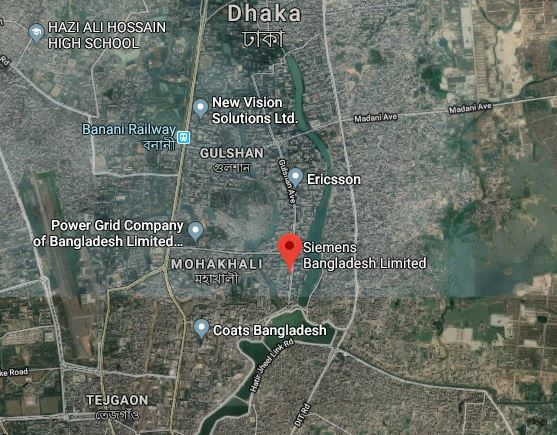 Dhaka
ঢাকা
HAZI ALI HOSSAIN
HIGH SCHOOL
Rd
New Vision
Solutions Ltd.
Madani Ave
Madani Ave
Banani Railway
বনানী
GULSHAN
গুলশান
Gulshan Ave
Ericsson
Power Grid Company
of Bangladesh Limited...
Siemens
Bangladesh Limited
MOHAKHALI
মহাখালী
Coats Bangladesh
Hatir Jheel Link Rd
ke Road
TEJGAON
তেজগাঁও
DIT Rd